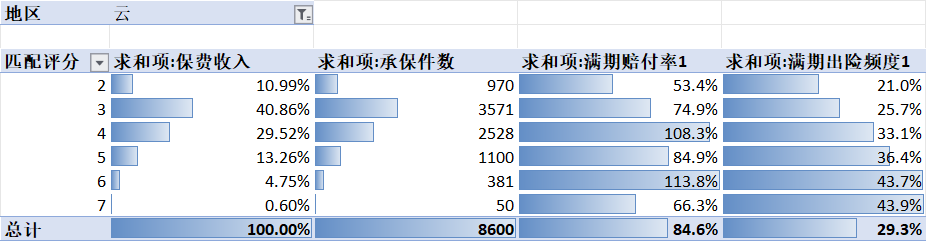 地区 云
匹配评分 求和项:保费收入 求和项:承保件数 求和项:满期赔付率1 求和项:满期出险频度1
2 10.99% 970 53.4% 21.0%
3 40.86% 3571 74.9% 25.7%
4 29.52% 2528 108.3% 33.1%
5 13.26% 1100 84.9% 36.4%
6 4.75% 381 113.8% 43.7%
7 0.60% 50 66.3% 43.9%
总计 100.00% 8600 84.6% 29.3%